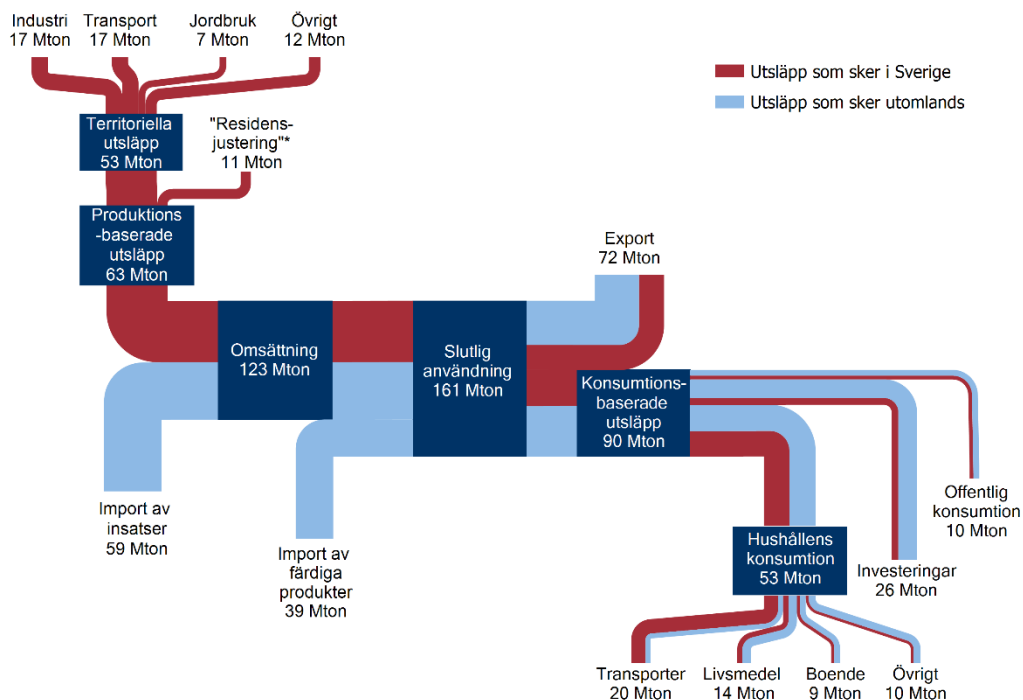 Industri
17 Mton
Transport
17 Mton
Jordbruk
7 Mton
Övrigt
12 Mton
Utsläpp som sker i Sverige
Utsläpp som sker utomlands
Territoriella
utsläpp
53 Mton
"Residens-
justering"*
11 Mton
Produktions
-baserade
utsläpp
63 Mton
Export
72 Mton
Omsättning
123 Mton
Slutlig
användning
161 Mton
Konsumtions-
baserade
utsläpp
90 Mton
Import av
insatser
59 Mton
Import av
färdiga
produkter
39 Mton
Offentlig
konsumtion
10 Mton
Investeringar
26 Mton
Hushållens
konsumtion
53 Mton
Transporter
20 Mton
Livsmedel
14 Mton
Boende
9 Mton
Övrigt
10 Mton